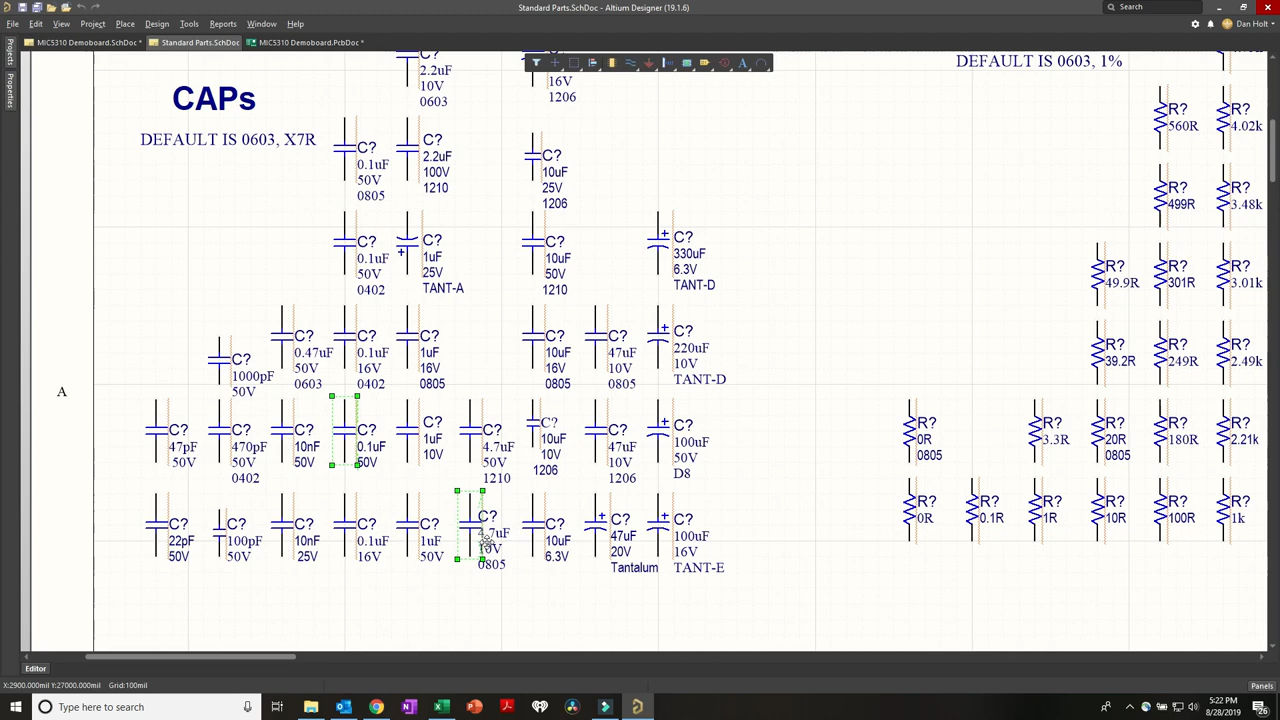 Standard Parts.SchDoc - Altium Designer (19.1.6)
Search
File Edit View Project Place Design Tools Reports Window Help
Dan Holt
MIC5310 Demoboard.SchDoc *
Standard Parts.SchDoc
MIC5310 Demoboard.PcbDoc *
Projects
Properties
CAPs
DEFAULT IS 0603, X7R
DEFAULT IS 0603, 1%
A
2.2uF
10V
0603
16V
1206
C?
0.1uF
50V
0805
C?
2.2uF
100V
1210
C?
10uF
25V
1206
C?
0.1uF
50V
0402
C?
1uF
25V
TANT-A
C?
10uF
50V
1210
C?
330uF
6.3V
TANT-D
C?
1000pF
50V
C?
0.47uF
50V
0603
C?
0.1uF
16V
0402
C?
1uF
16V
0805
C?
10uF
16V
0805
C?
47uF
10V
0805
C?
220uF
10V
TANT-D
C?
47pF
50V
C?
470pF
50V
0402
C?
10nF
50V
C?
0.1uF
50V
C?
1uF
10V
C?
4.7uF
50V
1210
C?
10uF
10V
1206
C?
47uF
10V
1206
C?
100uF
50V
D8
C?
22pF
50V
C?
100pF
50V
C?
10nF
25V
C?
0.1uF
16V
C?
1uF
50V
C?
4.7uF
0805
C?
10uF
6.3V
C?
47uF
20V
Tantalum
C?
100uF
16V
TANT-E
R?
560R
R?
4.02k
R?
499R
R?
3.48k
R?
49.9R
R?
301R
R?
3.01k
R?
39.2R
R?
249R
R?
2.49k
R?
0R
0805
R?
3.3R
R?
20R
0805
R?
180R
R?
2.21k
R?
0R
R?
0.1R
R?
1R
R?
10R
R?
100R
R?
1k
Editor
X:2900.000mil Y:27000.000mil Grid:100mil
Panels
Type here to search
5:22 PM
8/28/2019
26